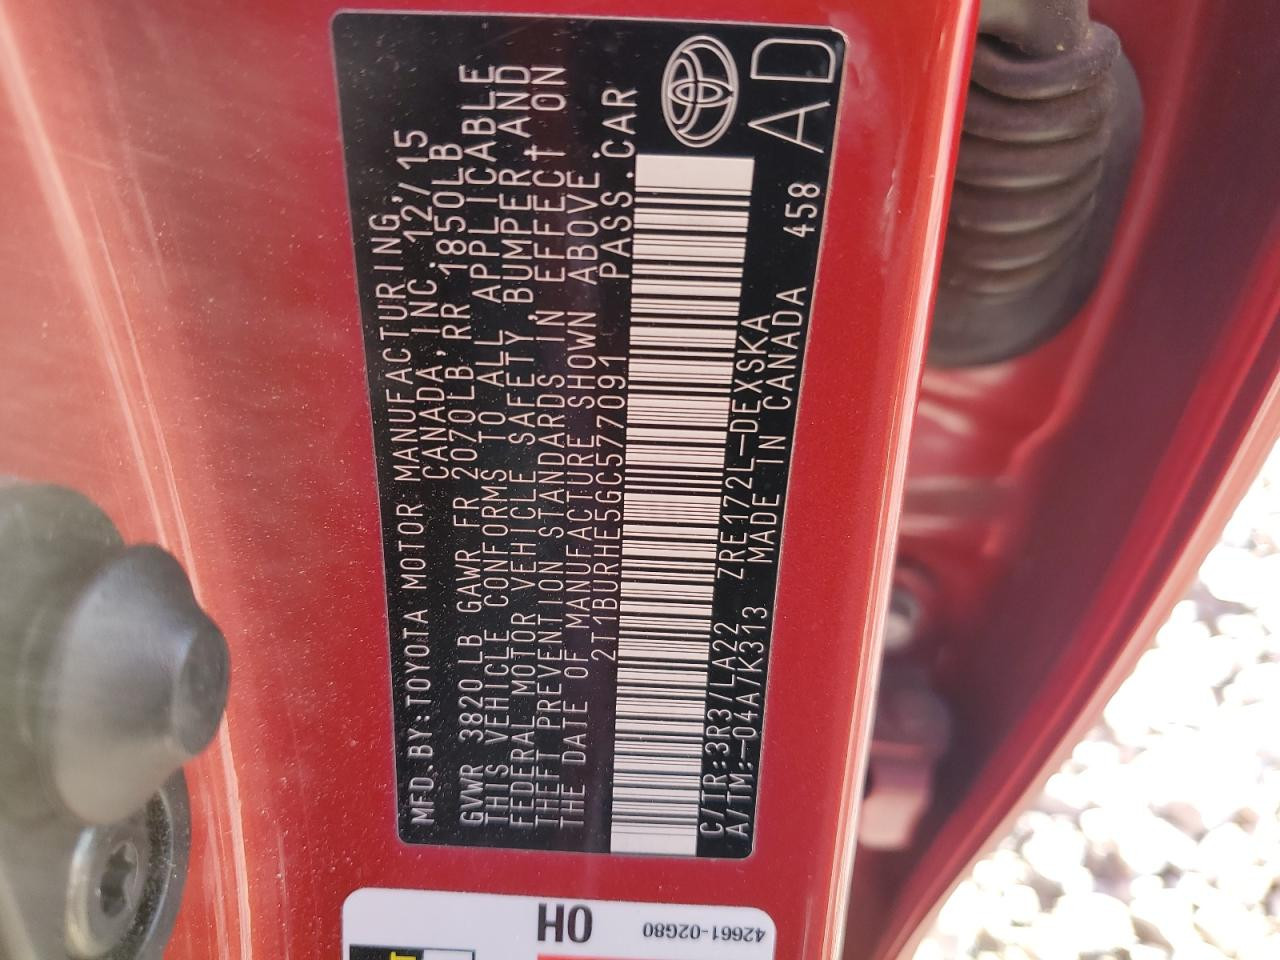 MFD.BY:TOYOTA MOTOR MANUFACTURING,
CANADA, INC. 12/15
GVWR 3820LB GAWR FR 2070LB, RR 1850LB
THIS VEHICLE CONFORMS TO ALL APPLICABLE
FEDERAL MOTOR VEHICLE SAFETY, BUMPER, AND
THEFT PREVENTION STANDARDS IN EFFECT ON
THE DATE OF MANUFACTURE SHOWN ABOVE.
2T1BURHE5GC577091 PASS.CAR
C/TR:3R3/LA22 ZRE172L-DEXSKA
A/TM:-04A/K313 MADE IN CANADA 458
AD
0H
42661-02G80